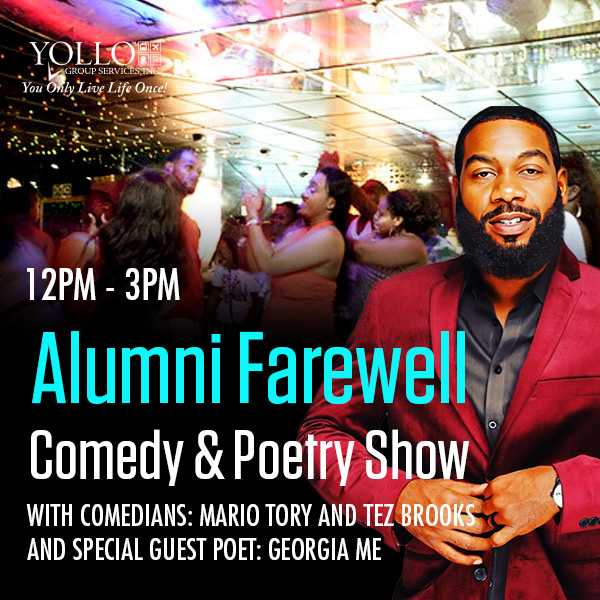 YOLLO
GROUP SERVICES, INC.
You Only Live Life Once!
12PM - 3PM
Alumni Farewell
Comedy & Poetry Show
WITH COMEDIANS: MARIO TORY AND TEZ BROOKS
AND SPECIAL GUEST POET: GEORGIA ME